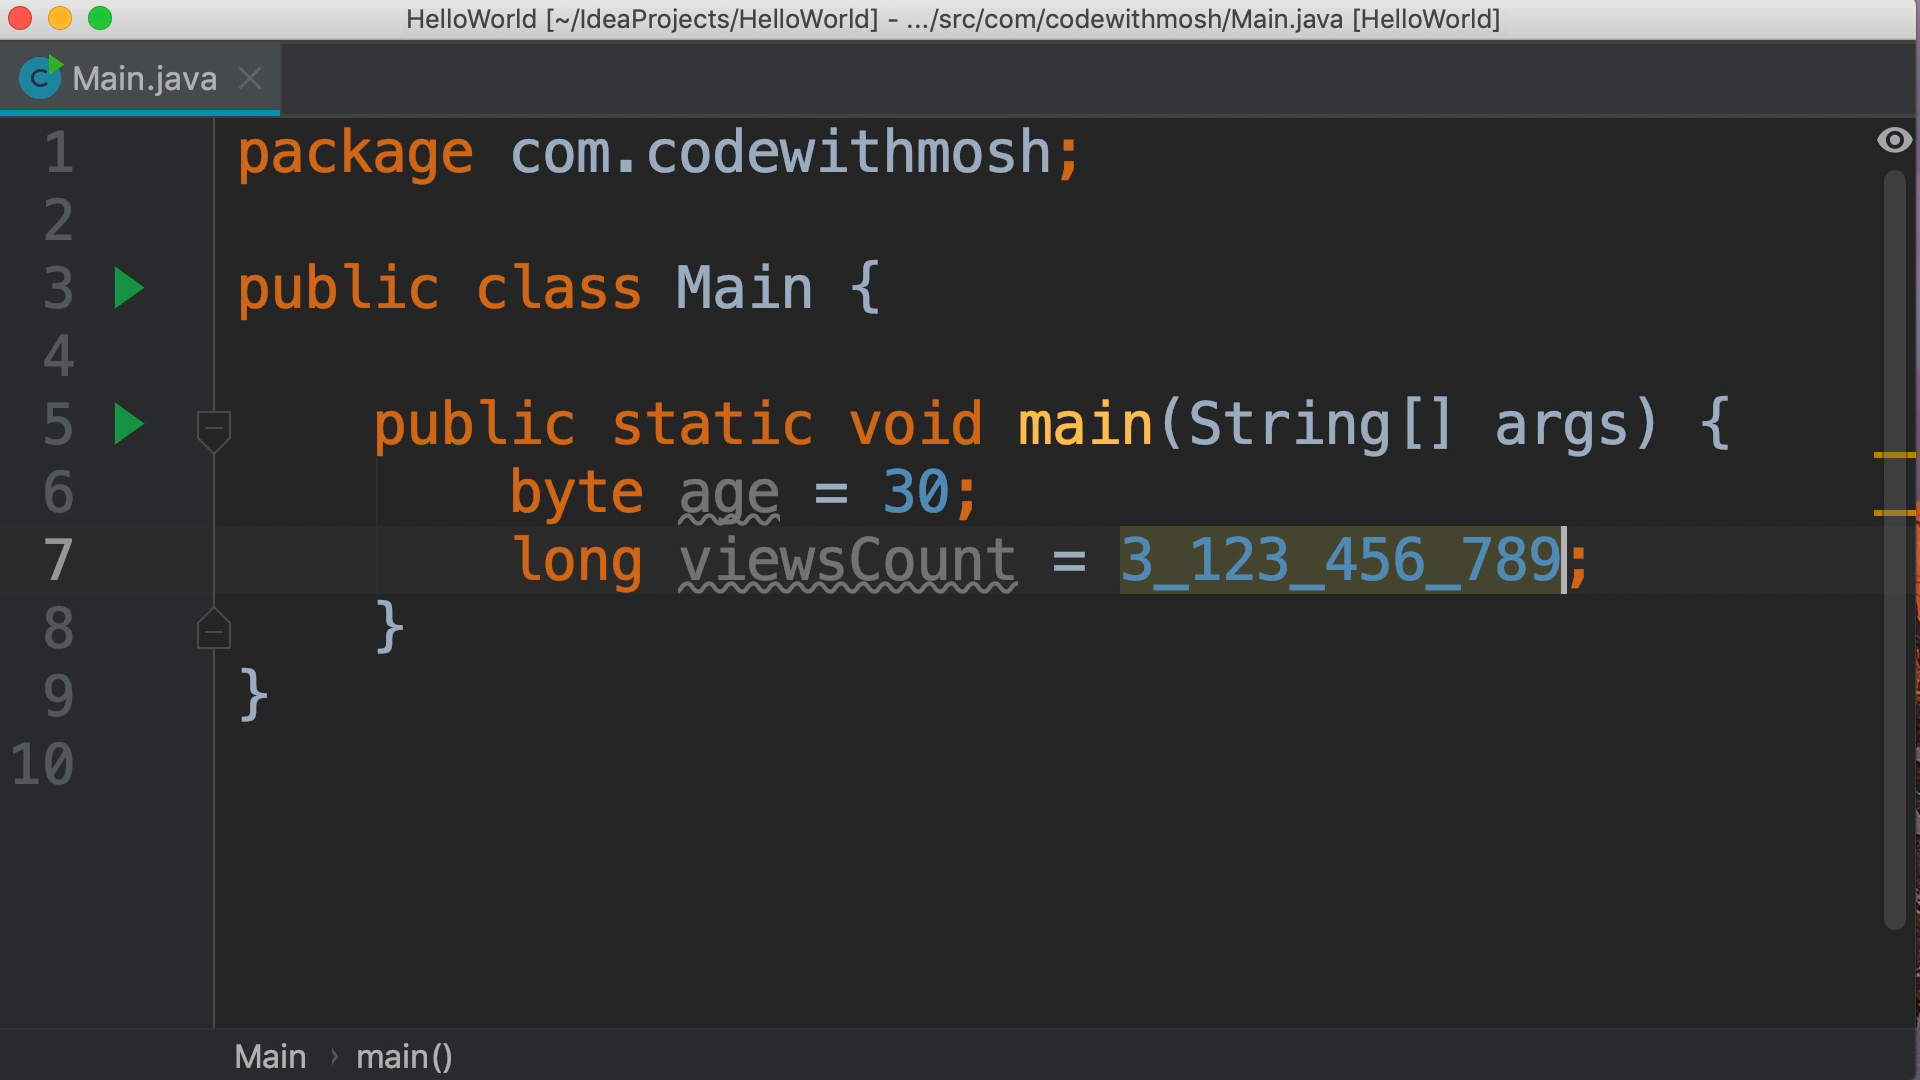 HelloWorld [~/IdeaProjects/HelloWorld] - .../src/com/codewithmosh/Main.java [HelloWorld]
C Main.java
1 package com.codewithmosh;
2
3 public class Main {
4
5 public static void main(String[] args) {
6 byte age = 30;
7 long viewsCount = 3_123_456_789;
8 }
9 }
10
Main › main()